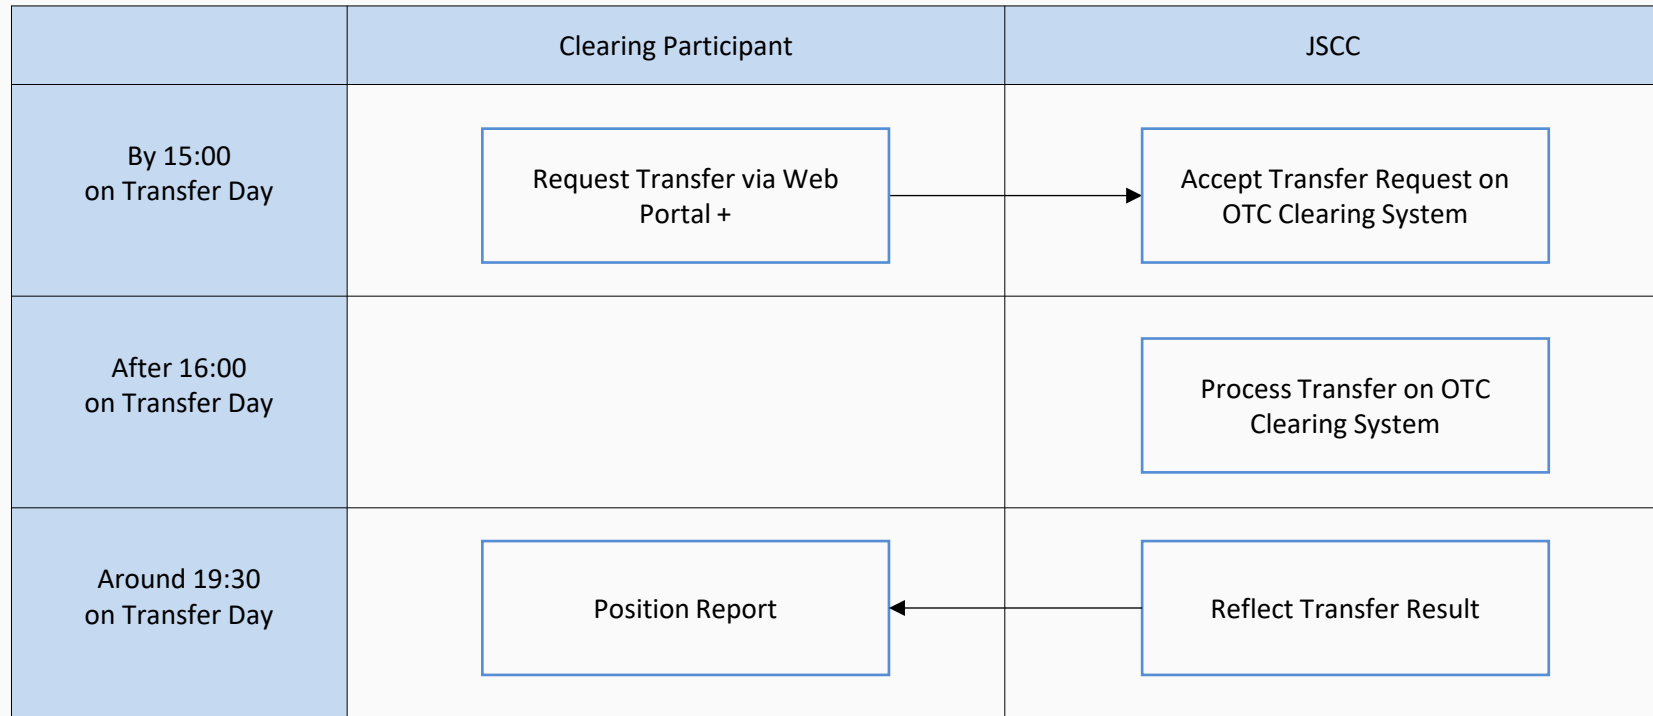 Clearing Participant
JSCC
By 15:00
on Transfer Day
Request Transfer via Web
Portal +
Accept Transfer Request on
OTC Clearing System
After 16:00
on Transfer Day
Process Transfer on OTC
Clearing System
Around 19:30
on Transfer Day
Position Report
Reflect Transfer Result